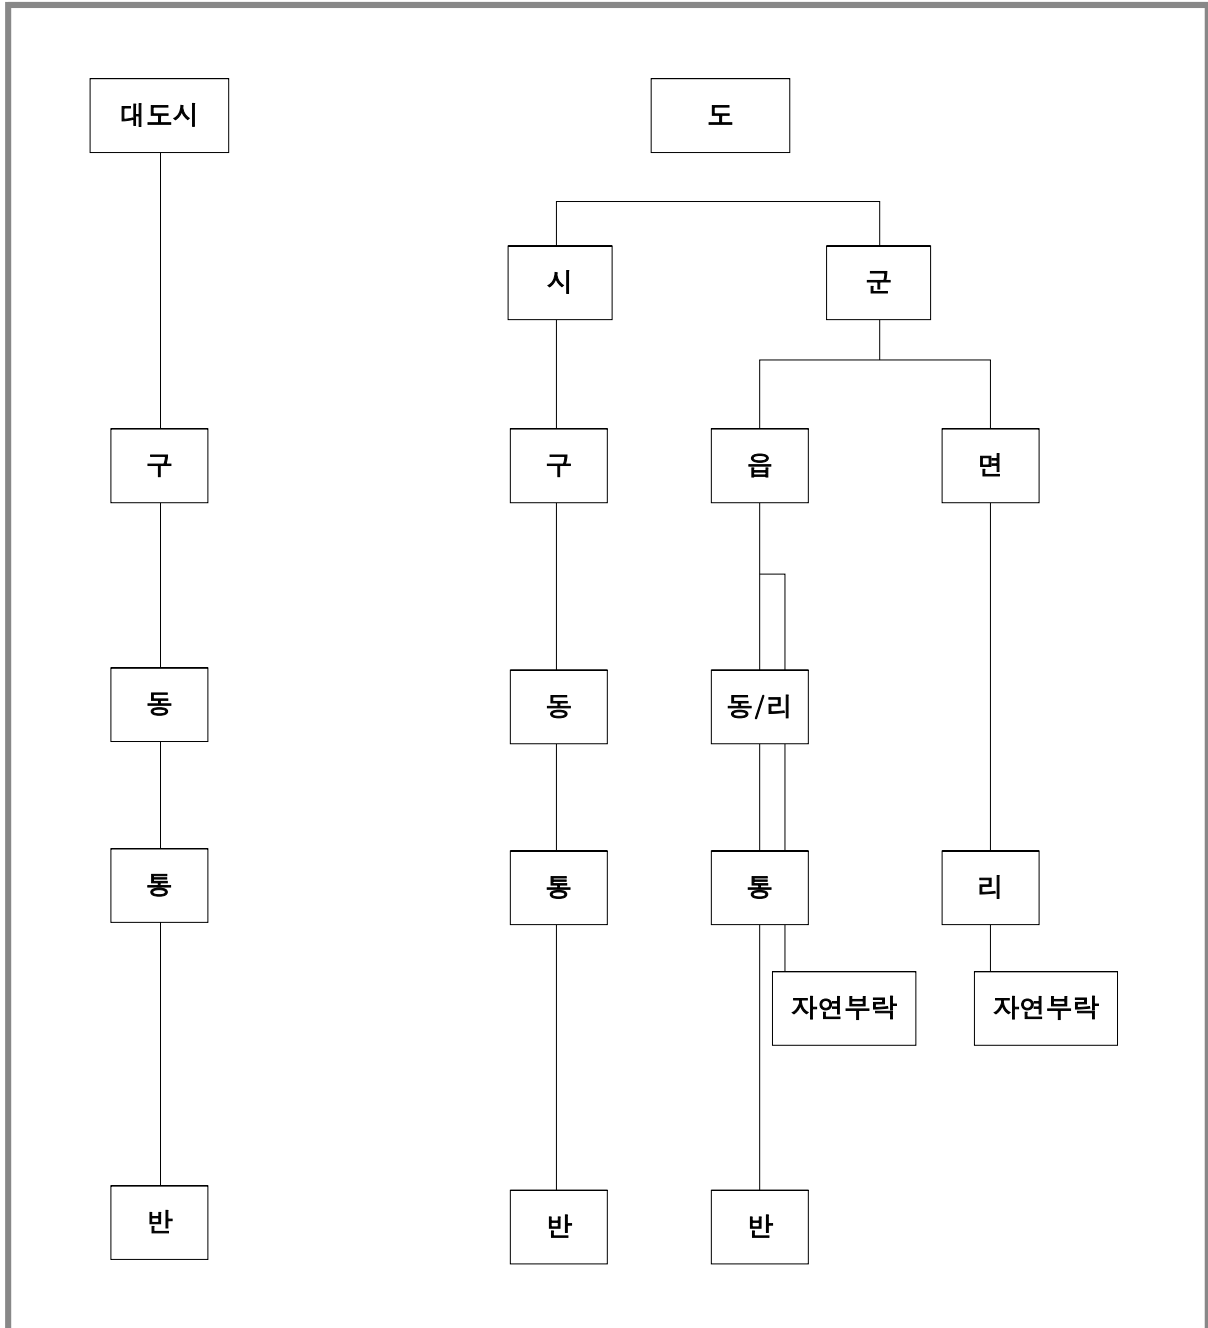 대도시
도
시
군
구
구
읍
면
동
동
동/리
통
통
통
리
자연부락
자연부락
반
반
반